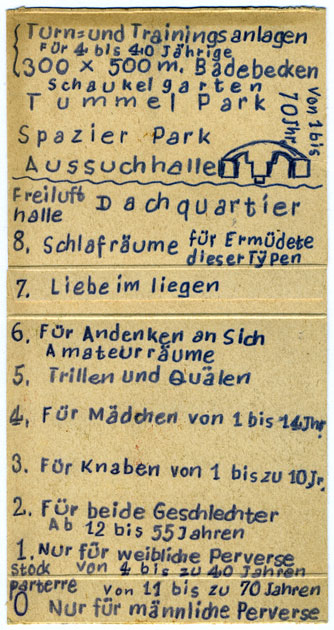 Turn=und Trainingsanlagen
Für 4 bis 40 Jährige
300 x 500 m. Badebecken
Schaukelgarten
Tummel Park
von 1 bis
70 Jhr.
Spazier Park
Aussuchhalle
Freiluft
halle
Dachquartier
8, Schlafräume für Ermüdete
dieser Typen
7. Liebe im liegen
6. Für Andenken an Sich
Amateurräume
5, Trillen und Quälen
4, Für Mädchen von 1 bis 14 Jhr.
3. Für Knaben von 1 bis zu 10 Jr.
2. Für beide Geschlechter
Ab 12 bis 55 Jahren
1. Nur für weibliche Perverse
Stock von 4 bis zu 40 Jahren
parterre von 11 bis zu 70 Jahren
0 Nur für männliche Perverse